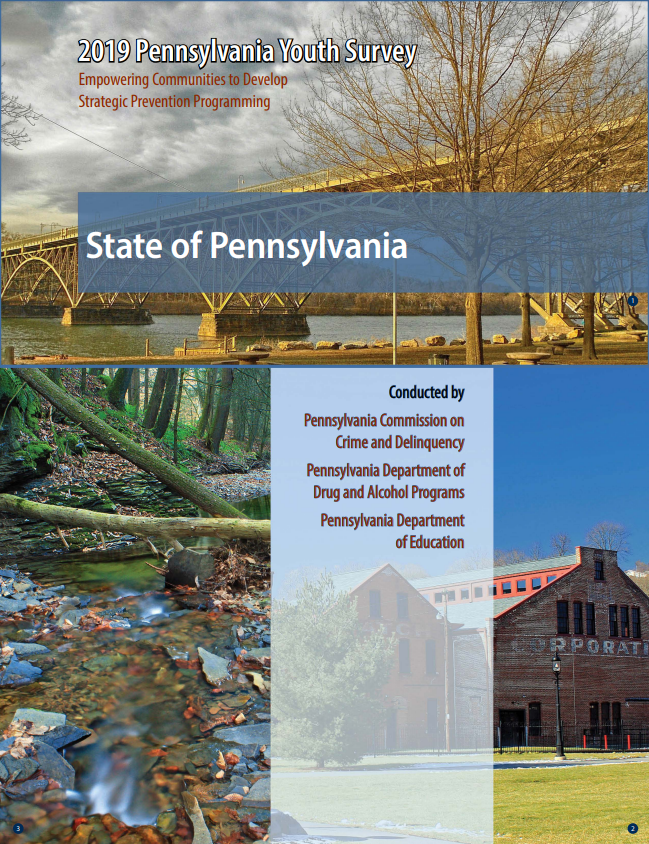 2019 Pennsylvania Youth Survey
Empowering Communities to Develop
Strategic Prevention Programming
State of Pennsylvania
1
Conducted by
Pennsylvania Commission on
Crime and Delinquency
Pennsylvania Department of
Drug and Alcohol Programs
Pennsylvania Department
of Education
CORPORATI
3
2